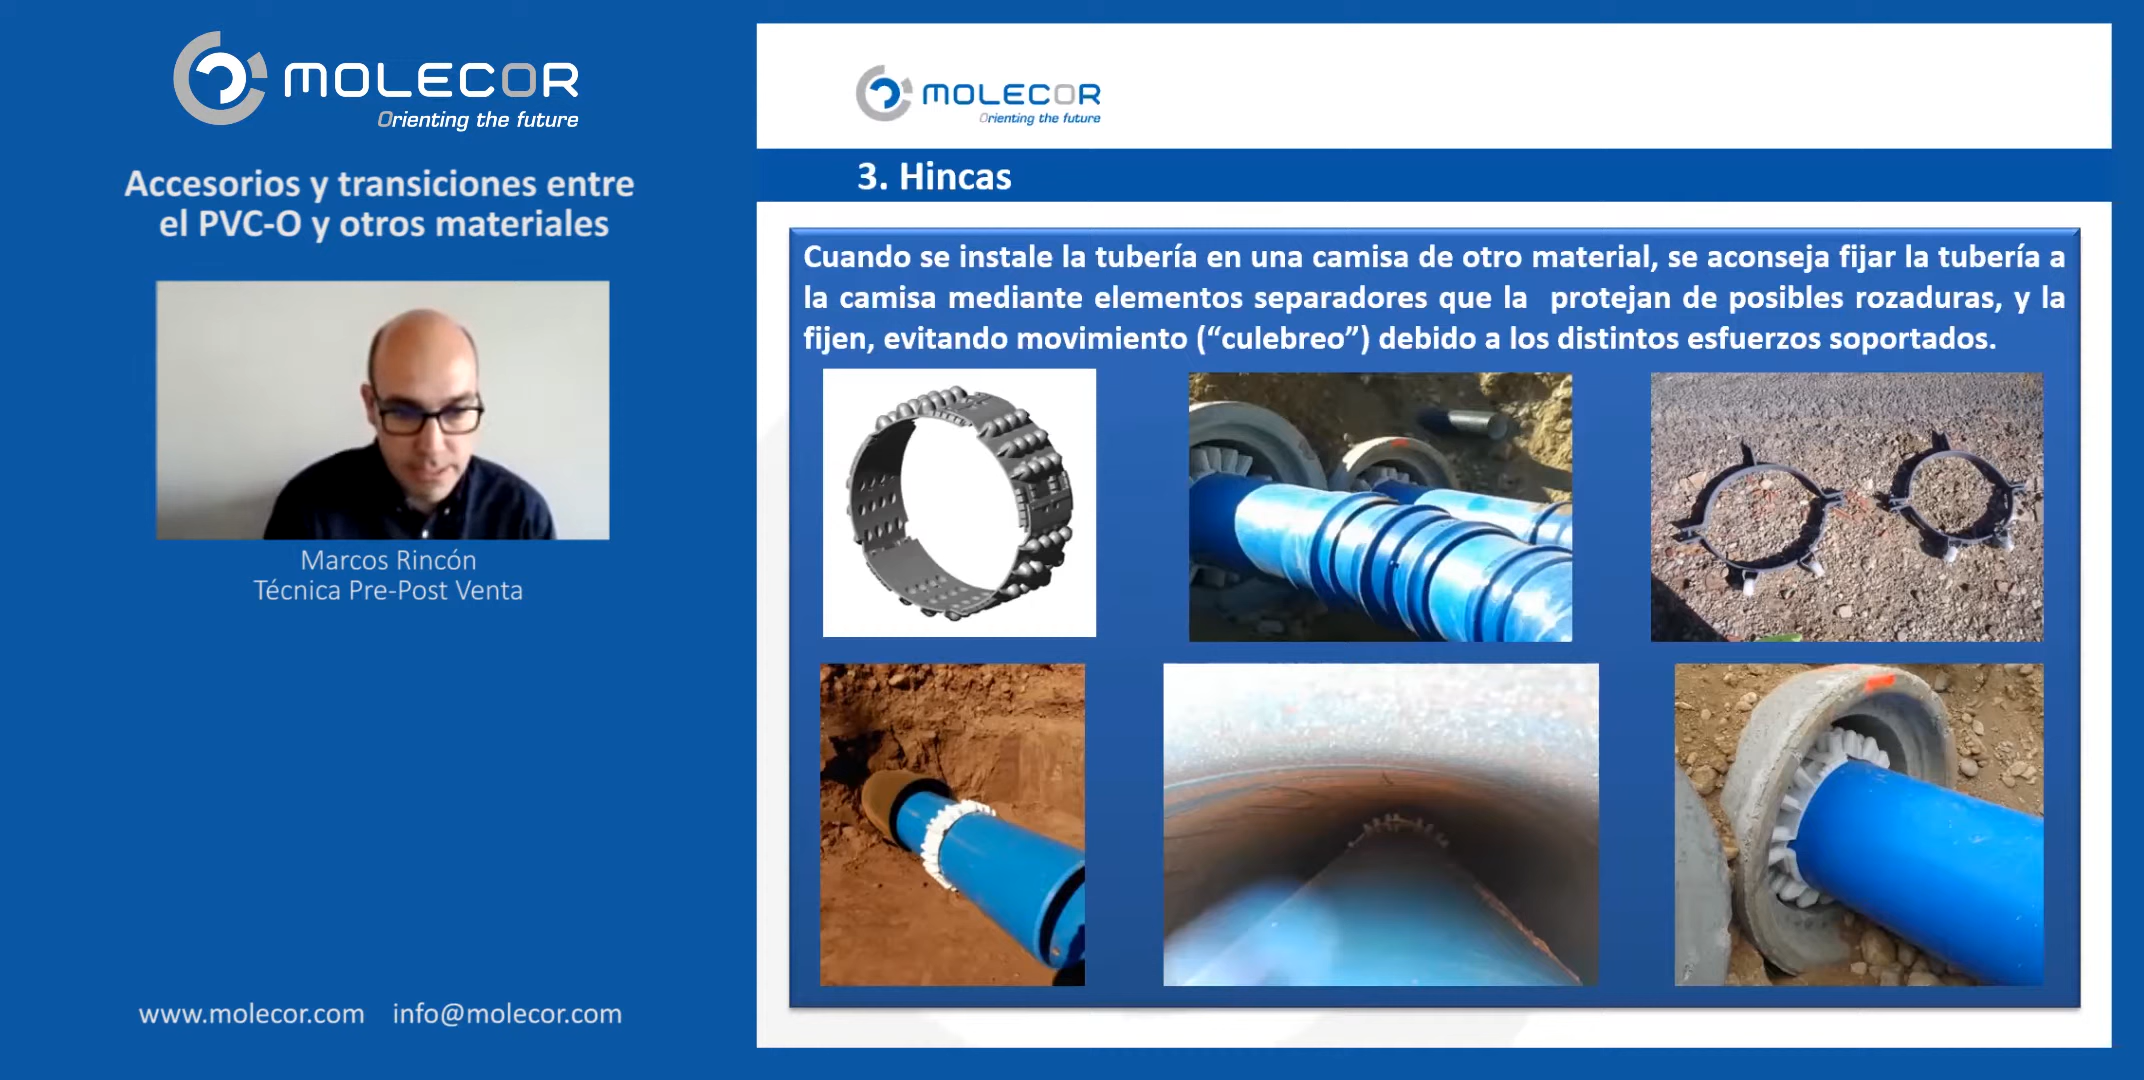 MOLECOR
Orienting the future
Accesorios y transiciones entre
el PVC-O y otros materiales
Marcos Rincón
Técnica Pre-Post Venta
www.molecor.com info@molecor.com
MOLECOR
Orienting the future
3. Hincas
Cuando se instale la tubería en una camisa de otro material, se aconseja fijar la tubería a
la camisa mediante elementos separadores que la protejan de posibles rozaduras, y la
fijen, evitando movimiento (“culebreo”) debido a los distintos esfuerzos soportados.